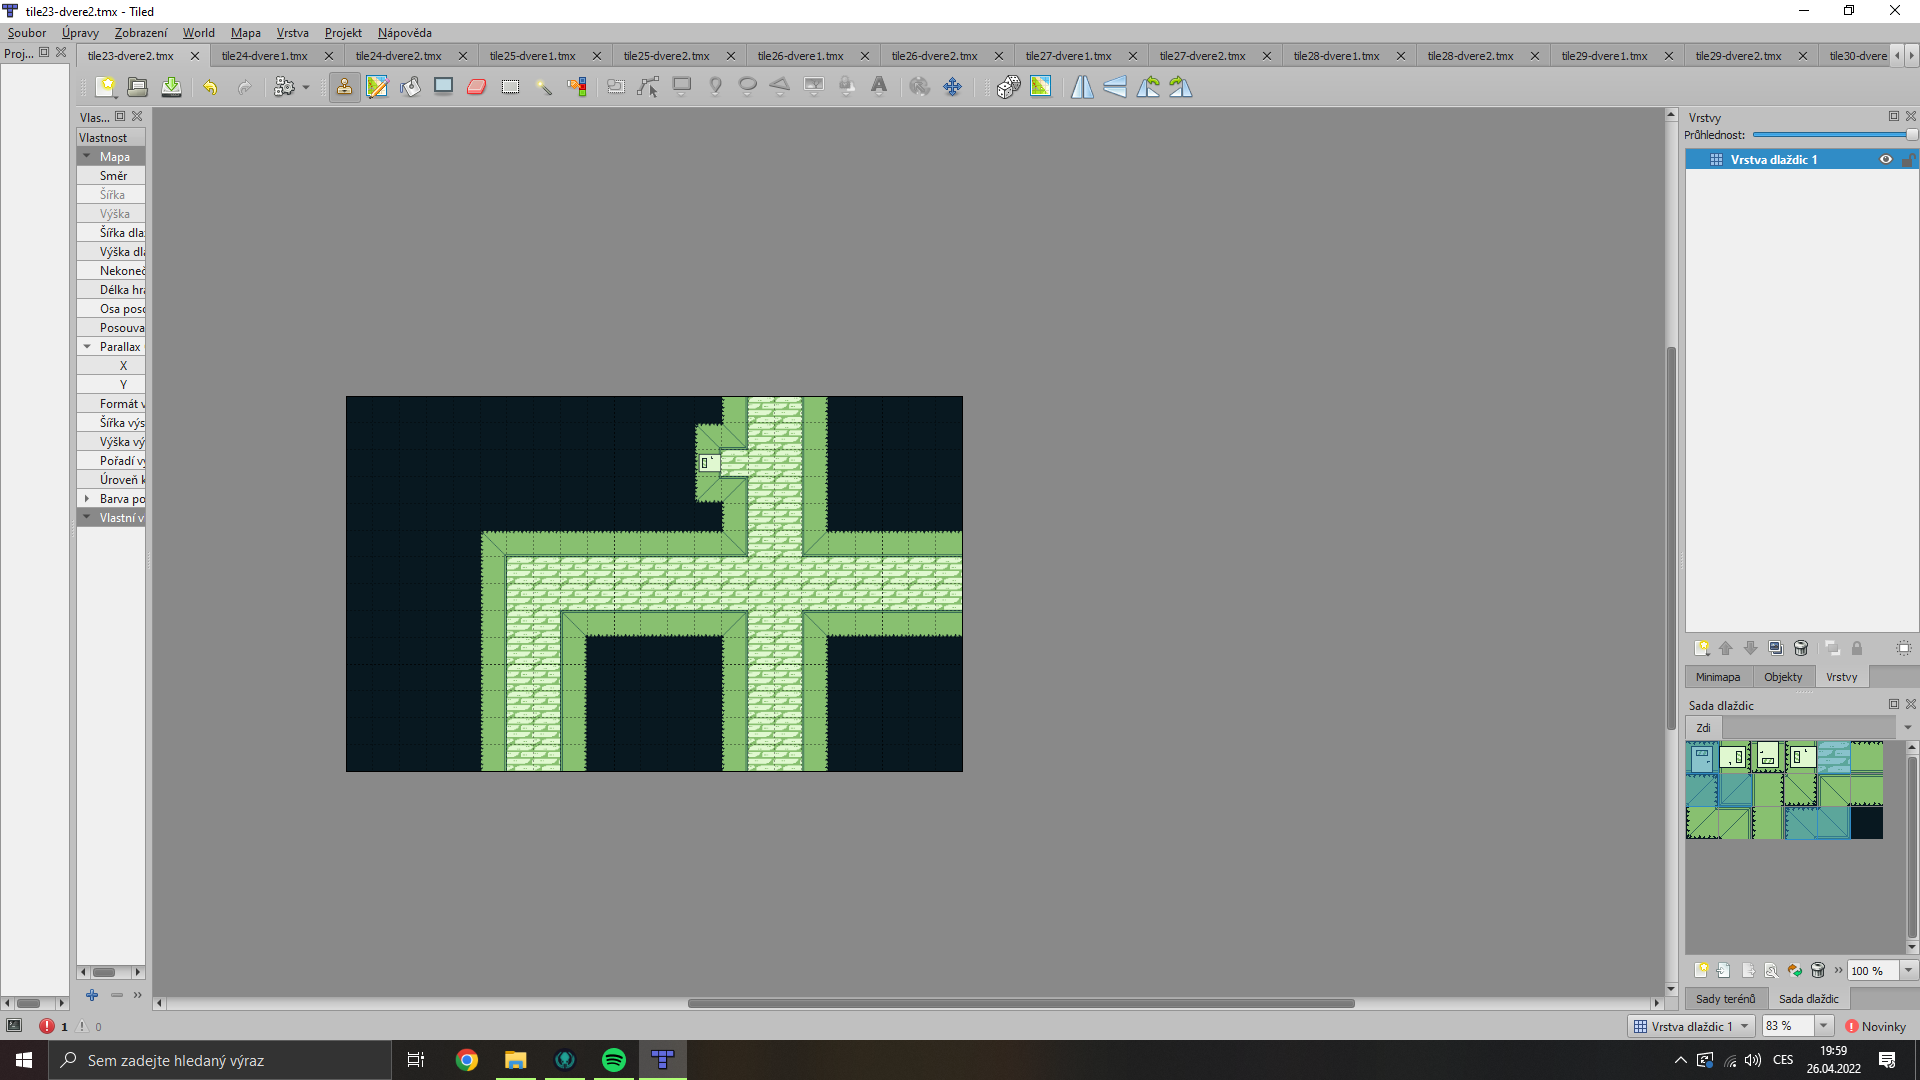 tile23-dvere2.tmx - Tiled
Soubor Úpravy Zobrazení World Mapa Vrstva Projekt Nápověda
Proj...
tile23-dvere2.tmx tile24-dvere1.tmx tile24-dvere2.tmx tile25-dvere1.tmx tile25-dvere2.tmx tile26-dvere1.tmx tile26-dvere2.tmx tile27-dvere1.tmx tile27-dvere2.tmx tile28-dvere1.tmx tile28-dvere2.tmx tile29-dvere1.tmx tile29-dvere2.tmx tile30-dvere
Vlas...
Vlastnost
Mapa
Směr
Šířka
Výška
Šířka dla
Výška dl
Nekoneč
Délka hr
Osa poso
Posouva
Parallax
X
Y
Formát v
Šířka výs
Výška vý
Pořadí v
Úroveň k
Barva po
Vlastní v
Vrstvy
Průhlednost:
Vrstva dlaždic 1
Minimapa Objekty Vrstvy
Sada dlaždic
Zdi
100 %
Sady terénů Sada dlaždic
1 0
Vrstva dlaždic 1 83 % Novinky
Sem zadejte hledaný výraz
CES
19:59
26.04.2022